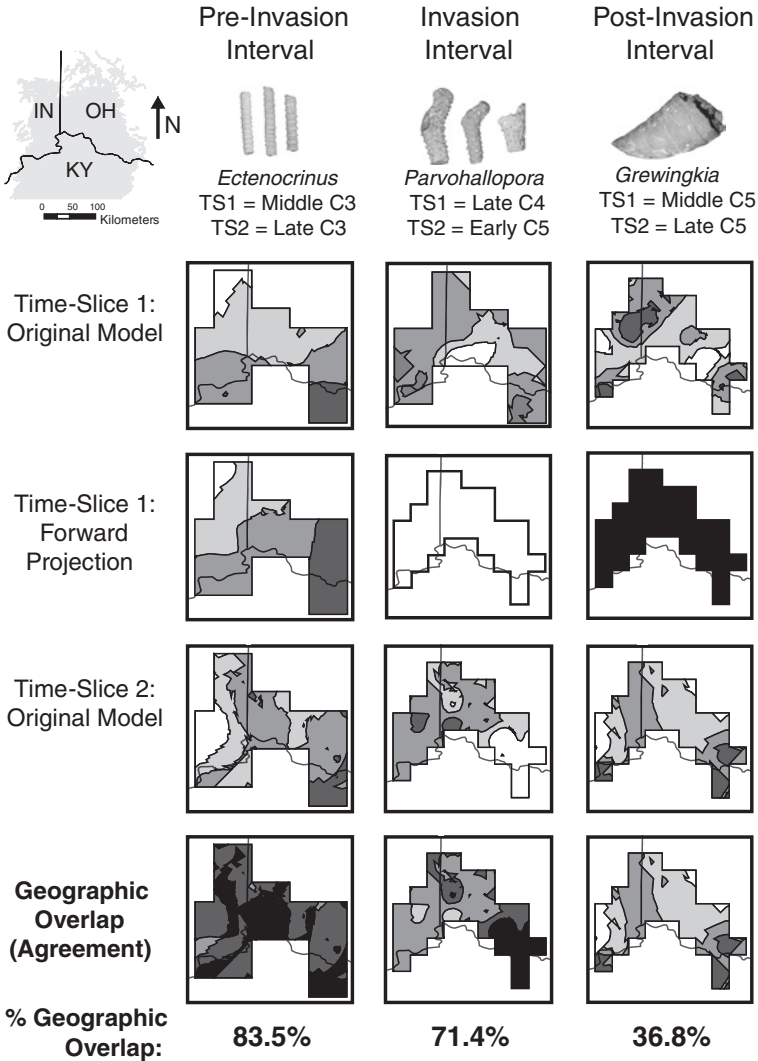 Pre-Invasion
Interval
Invasion
Interval
Post-Invasion
Interval
IN
OH
N
KY
0 50 100
Kilometers
Ectenocrinus
TS1 = Middle C3
TS2 = Late C3
Parvohallopora
TS1 = Late C4
TS2 = Early C5
Grewingkia
TS1 = Middle C5
TS2 = Late C5
Time-Slice 1:
Original Model
Time-Slice 1:
Forward
Projection
Time-Slice 2:
Original Model
Geographic
Overlap
(Agreement)
% Geographic
Overlap:
83.5%
71.4%
36.8%